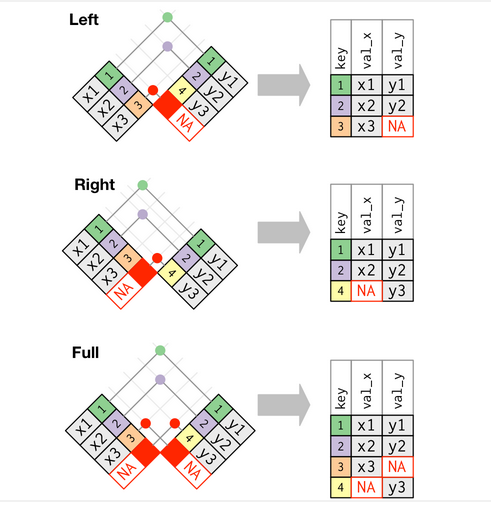 Left
1 2 3
x1 x2 x3
1 2 4
y1 y2 y3
NA
key val_x val_y
1 x1 y1
2 x2 y2
3 x3 NA
Right
1 2 3
x1 x2 x3
NA
1 2 4
y1 y2 y3
key val_x val_y
1 x1 y1
2 x2 y2
4 NA y3
Full
1 2 3
x1 x2 x3
NA
1 2 4
y1 y2 y3
NA
key val_x val_y
1 x1 y1
2 x2 y2
3 x3 NA
4 NA y3